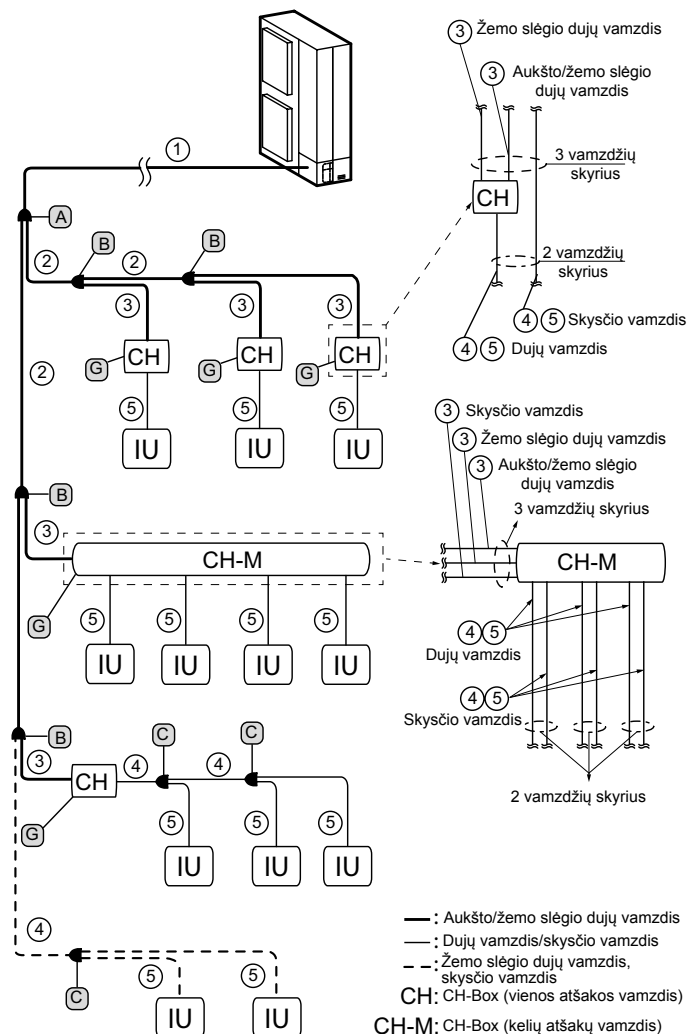 ③ Žemo slėgio dujų vamzdis
③ Aukšto/žemo slėgio
dujų vamzdis
①
3 vamzdžių
skyrius
CH
A
B
B
②
②
2 vamzdžių
skyrius
③
③
③
④ ⑤ Skysčio vamzdis
④ ⑤ Dujų vamzdis
CH
CH
CH
G
G
G
②
⑤
⑤
⑤
IU
IU
IU
③ Skysčio vamzdis
③ Žemo slėgio dujų vamzdis
③ Aukšto/žemo slėgio
dujų vamzdis
3 vamzdžių skyrius
B
③
CH-M
CH-M
G
⑤
⑤
⑤
⑤
④⑤
Dujų vamzdis
IU
IU
IU
IU
④⑤
Skysčio vamzdis
B
C
C
③
④
④
CH
2 vamzdžių skyrius
G
⑤
⑤
⑤
IU
IU
IU
④
: Aukšto/žemo slėgio dujų vamzdis
: Dujų vamzdis/skysčio vamzdis
: Žemo slėgio dujų vamzdis,
skysčio vamzdis
C
⑤
⑤
IU
IU
CH: CH-Box (vienos atšakos vamzdis)
CH-M: CH-Box (kelių atšakų vamzdis)